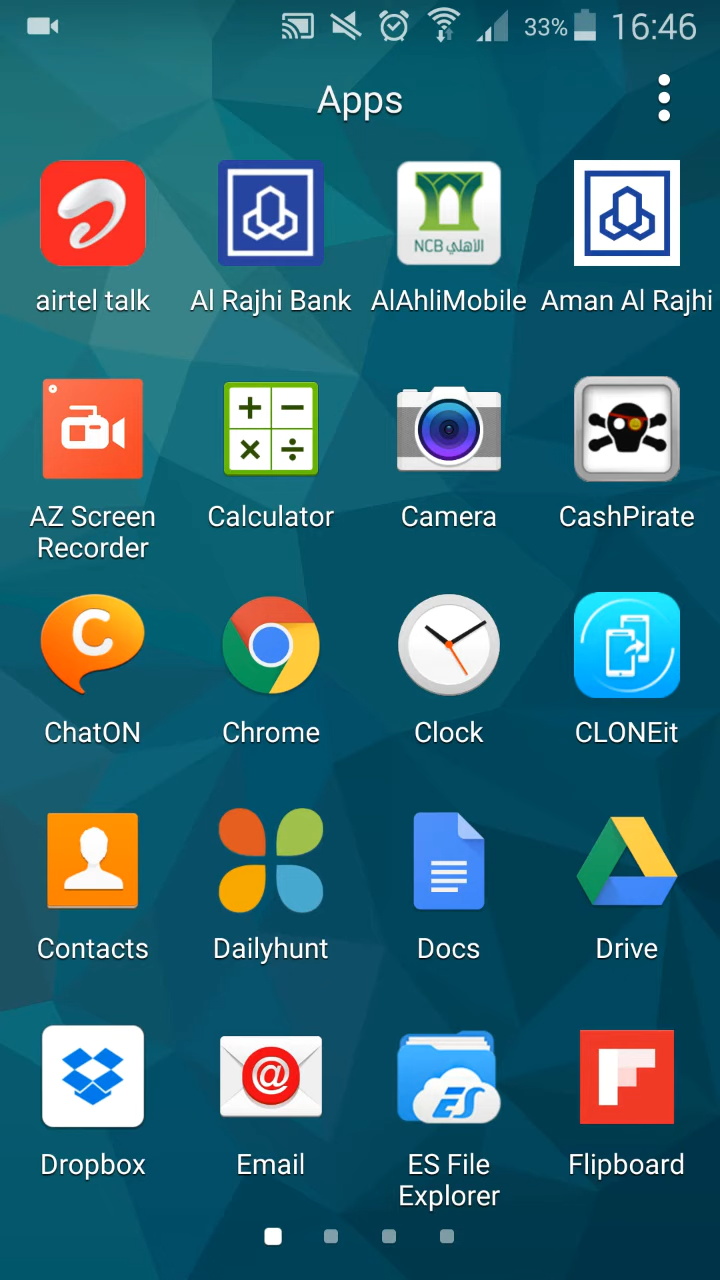 33% 16:46
Apps
NCB الأهلي
airtel talk Al Rajhi Bank AlAhliMobile Aman Al Rajhi
AZ Screen Recorder Calculator Camera CashPirate
C
ChatON Chrome Clock CLONEit
Contacts Dailyhunt Docs Drive
@ ES
Dropbox Email ES File Explorer Flipboard